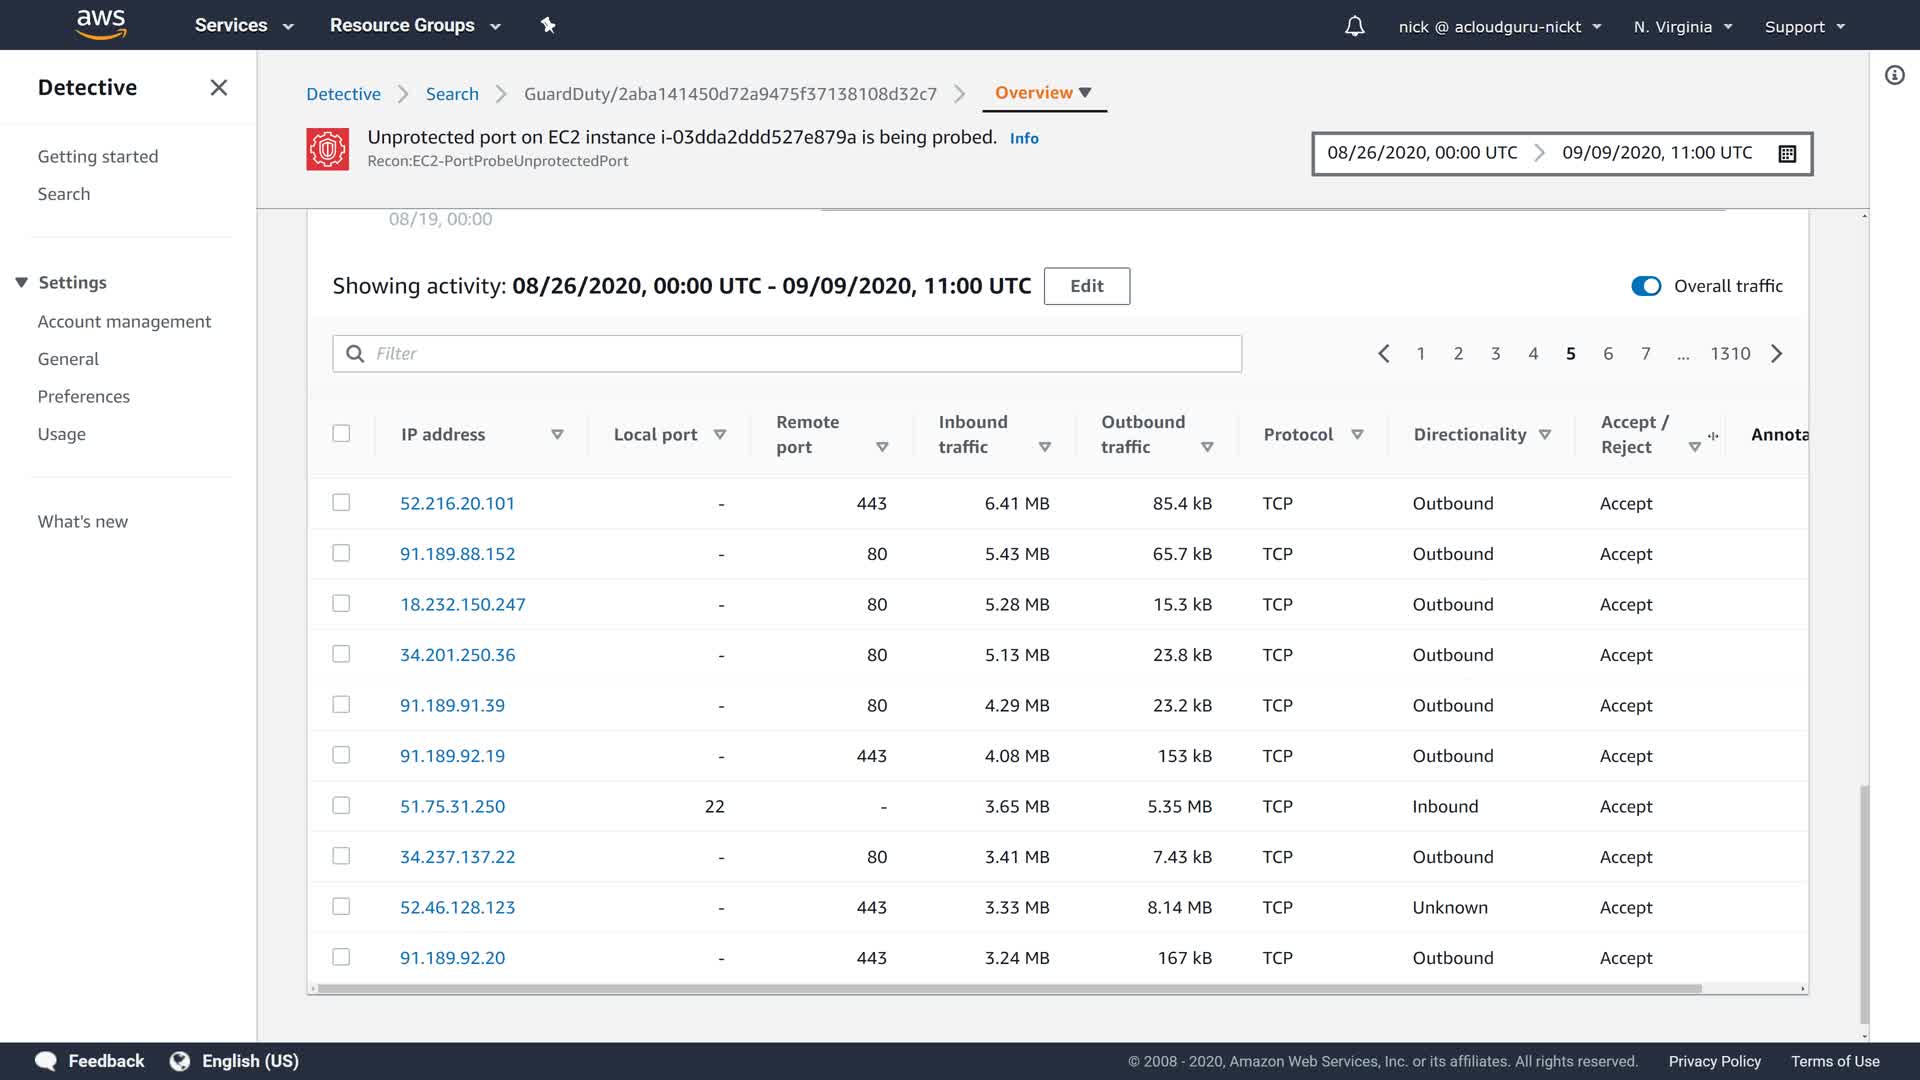 aws Services Resource Groups nick @ acloudguru-nickt N. Virginia Support
Detective
Getting started
Search
Settings
Account management
General
Preferences
Usage
What's new
Detective Search GuardDuty/2aba141450d72a9475f37138108d32c7 Overview
Unprotected port on EC2 instance i-03dda2ddd527e879a is being probed. Info
Recon:EC2-PortProbeUnprotectedPort
08/26/2020, 00:00 UTC 09/09/2020, 11:00 UTC
08/19, 00:00
Showing activity: 08/26/2020, 00:00 UTC - 09/09/2020, 11:00 UTC Edit Overall traffic
Filter 1 2 3 4 5 6 7 ... 1310
IP address Local port Remote port Inbound traffic Outbound traffic Protocol Directionality Accept / Reject Annota
52.216.20.101 - 443 6.41 MB 85.4 kB TCP Outbound Accept
91.189.88.152 - 80 5.43 MB 65.7 kB TCP Outbound Accept
18.232.150.247 - 80 5.28 MB 15.3 kB TCP Outbound Accept
34.201.250.36 - 80 5.13 MB 23.8 kB TCP Outbound Accept
91.189.91.39 - 80 4.29 MB 23.2 kB TCP Outbound Accept
91.189.92.19 - 443 4.08 MB 153 kB TCP Outbound Accept
51.75.31.250 22 - 3.65 MB 5.35 MB TCP Inbound Accept
34.237.137.22 - 80 3.41 MB 7.43 kB TCP Outbound Accept
52.46.128.123 - 443 3.33 MB 8.14 MB TCP Unknown Accept
91.189.92.20 - 443 3.24 MB 167 kB TCP Outbound Accept
Feedback English (US) © 2008 - 2020, Amazon Web Services, Inc. or its affiliates. All rights reserved. Privacy Policy Terms of Use